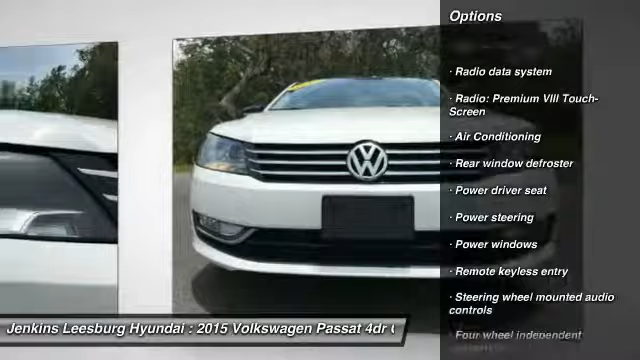 Options
· Radio data system
· Radio: Premium VIII Touch-
Screen
· Air Conditioning
· Rear window defroster
· Power driver seat
· Power steering
· Power windows
· Remote keyless entry
· Steering wheel mounted audio
controls
· Four wheel independent
Jenkins Leesburg Hyundai : 2015 Volkswagen Passat 4dr